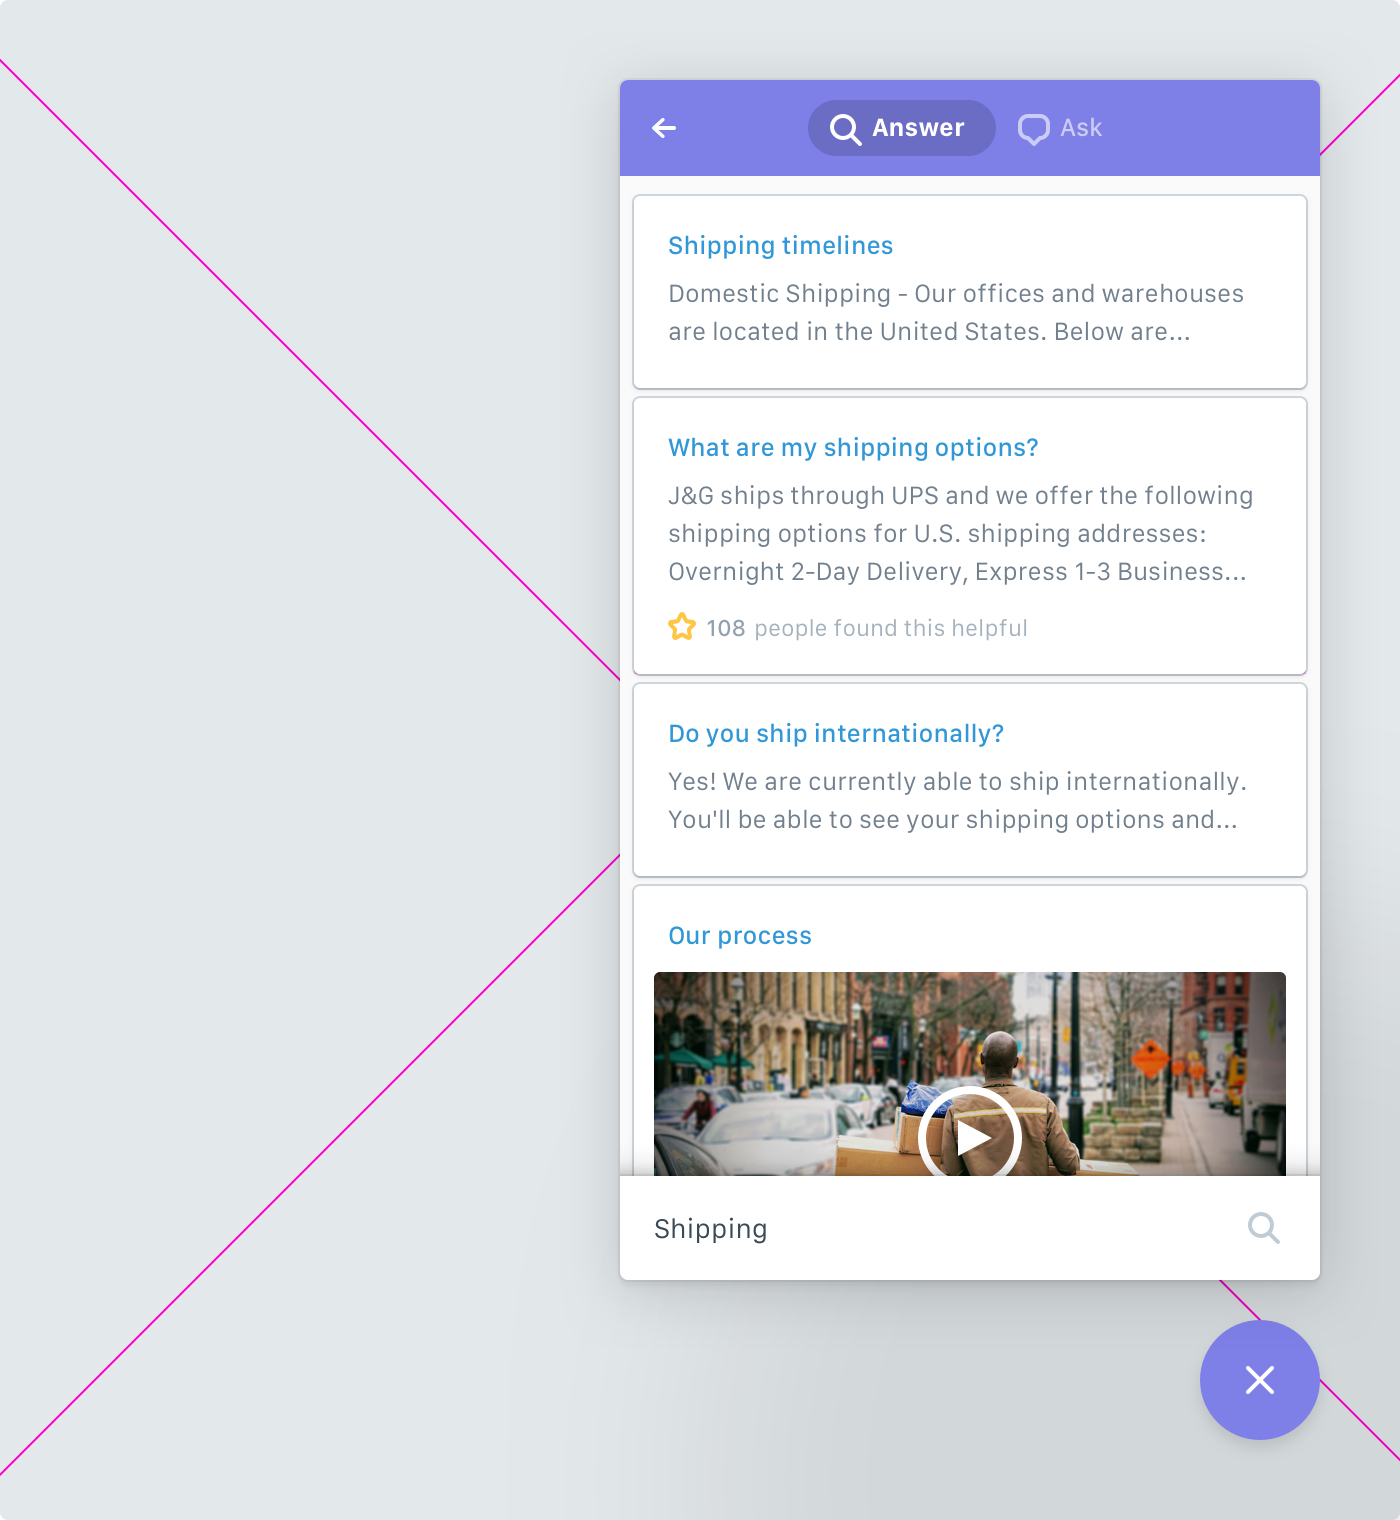 Answer
Ask
Shipping timelines
Domestic Shipping - Our offices and warehouses
are located in the United States. Below are...
What are my shipping options?
J&G ships through UPS and we offer the following
shipping options for U.S. shipping addresses:
Overnight 2-Day Delivery, Express 1-3 Business...
108 people found this helpful
Do you ship internationally?
Yes! We are currently able to ship internationally.
You'll be able to see your shipping options and...
Our process
Shipping